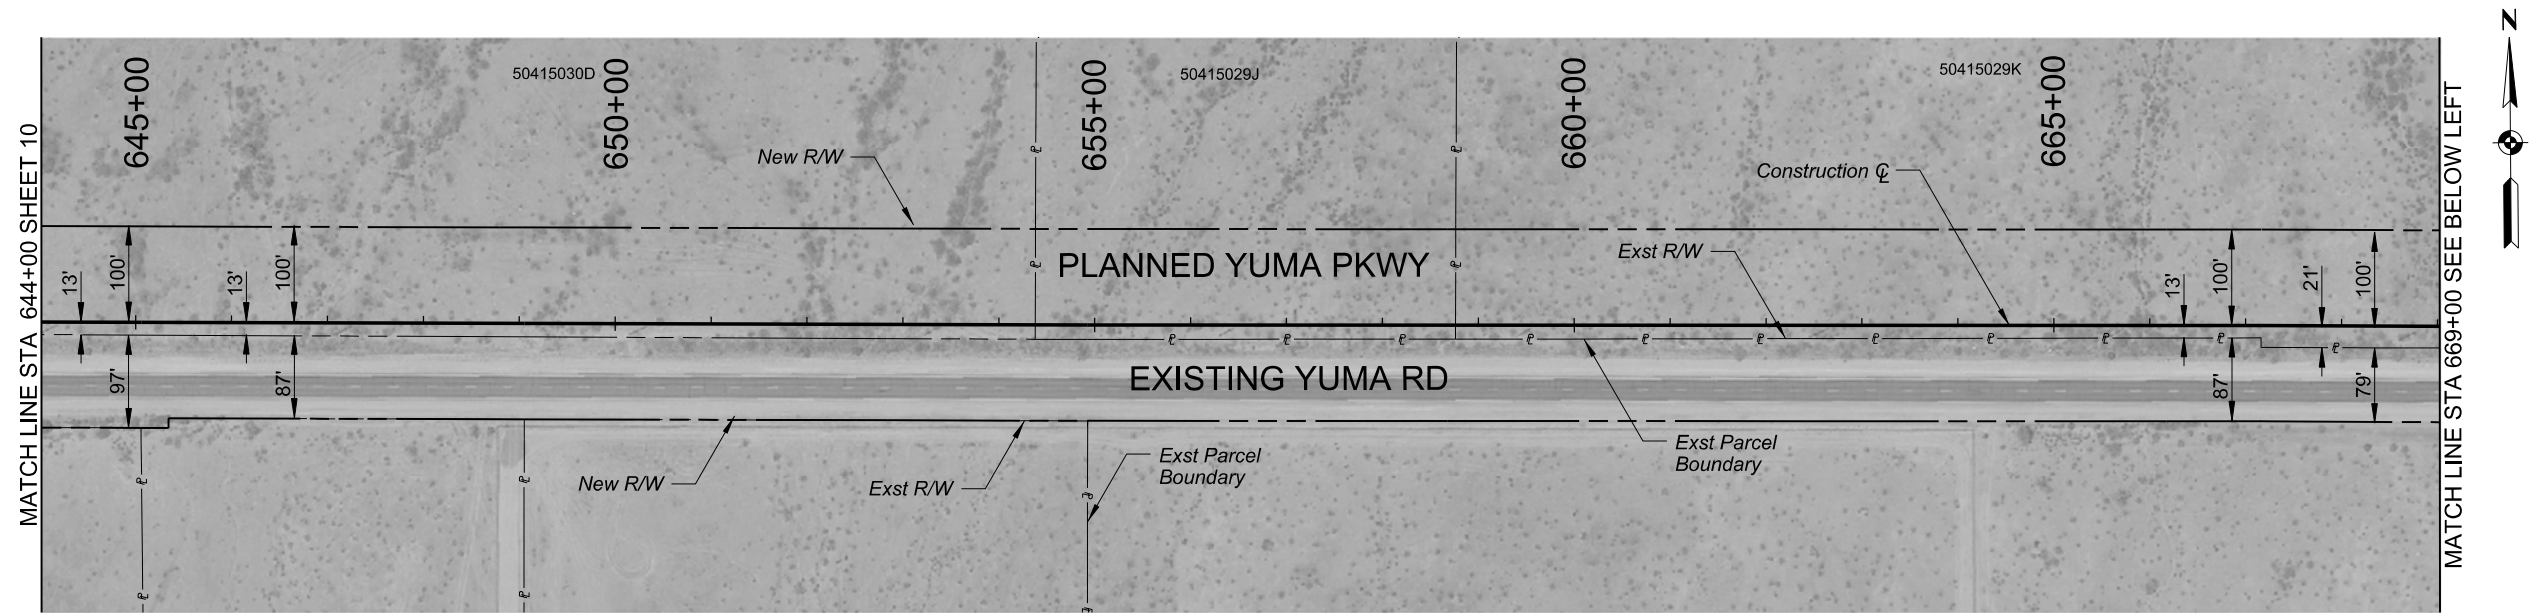 N
MATCH LINE STA 644+00 SHEET 10
645+00
50415030D
650+00
655+00
50415029J
660+00
50415029K
665+00
MATCH LINE STA 669+00 SEE BELOW LEFT
New R/W
Construction ℄
Exst R/W
PLANNED YUMA PKWY
13'
100'
13'
100'
13'
100'
21'
100'
EXISTING YUMA RD
97'
87'
87'
79'
New R/W
Exst R/W
Exst Parcel
Boundary
Exst Parcel
Boundary